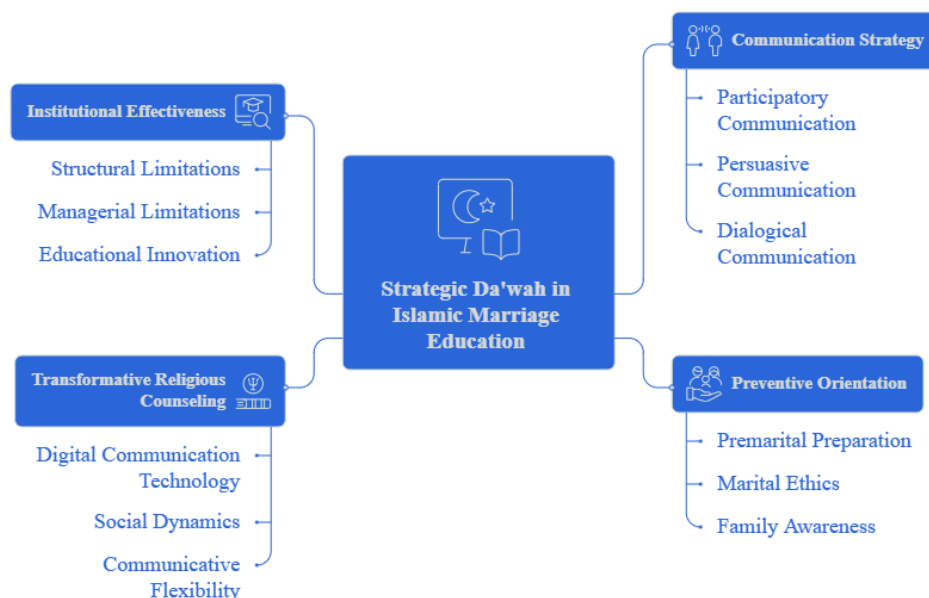 Strategic Da'wah in
Islamic Marriage
Education
Institutional Effectiveness
Structural Limitations
Managerial Limitations
Educational Innovation
Transformative Religious
Counseling
Digital Communication
Technology
Social Dynamics
Communicative
Flexibility
Communication Strategy
Participatory
Communication
Persuasive
Communication
Dialogical
Communication
Preventive Orientation
Premarital Preparation
Marital Ethics
Family Awareness